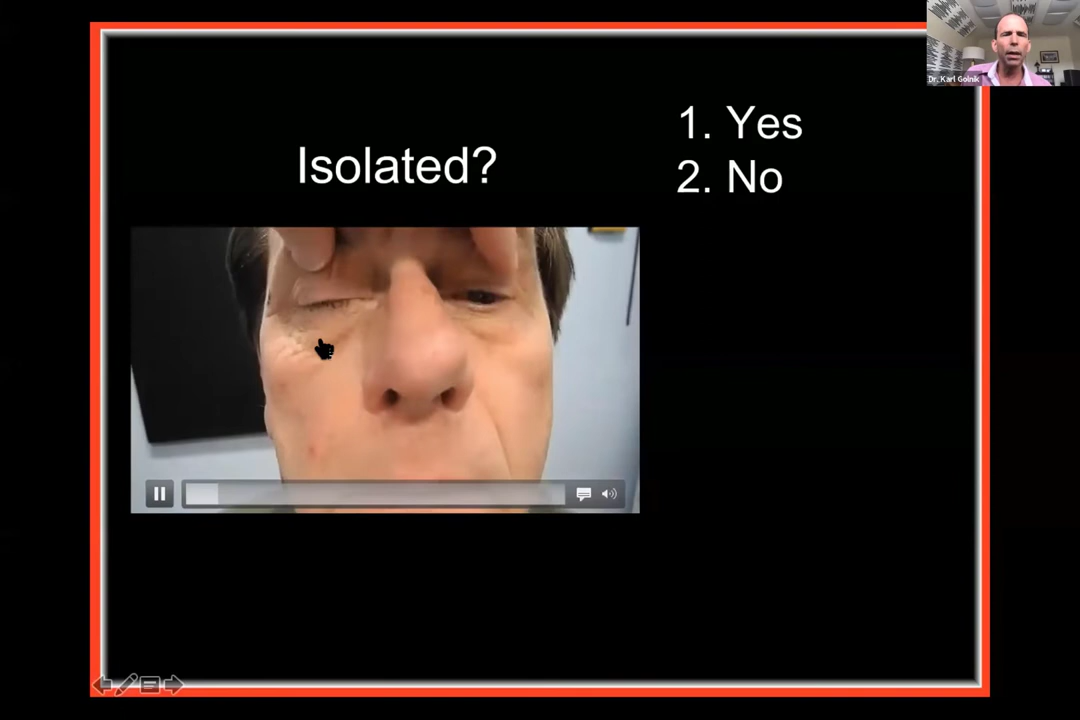 Dr. Karl Golnik
Isolated?
1. Yes
2. No